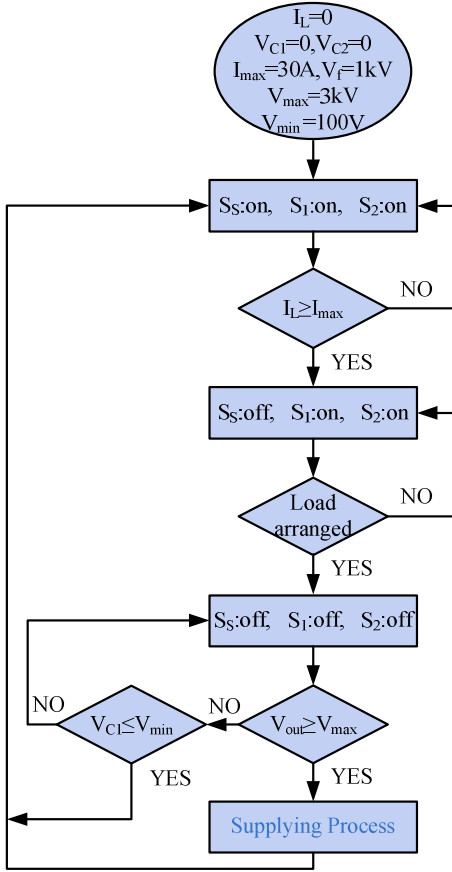 I_L=0
V_C1=0,V_C2=0
I_max=30A,V_f=1kV
V_max=3kV
V_min=100V
S_S:on, S_1:on, S_2:on
I_L≥I_max
NO
YES
S_S:off, S_1:on, S_2:on
Load
arranged
NO
YES
S_S:off, S_1:off, S_2:off
V_out≥V_max
NO
V_C1≤V_min
NO
YES
YES
Supplying Process